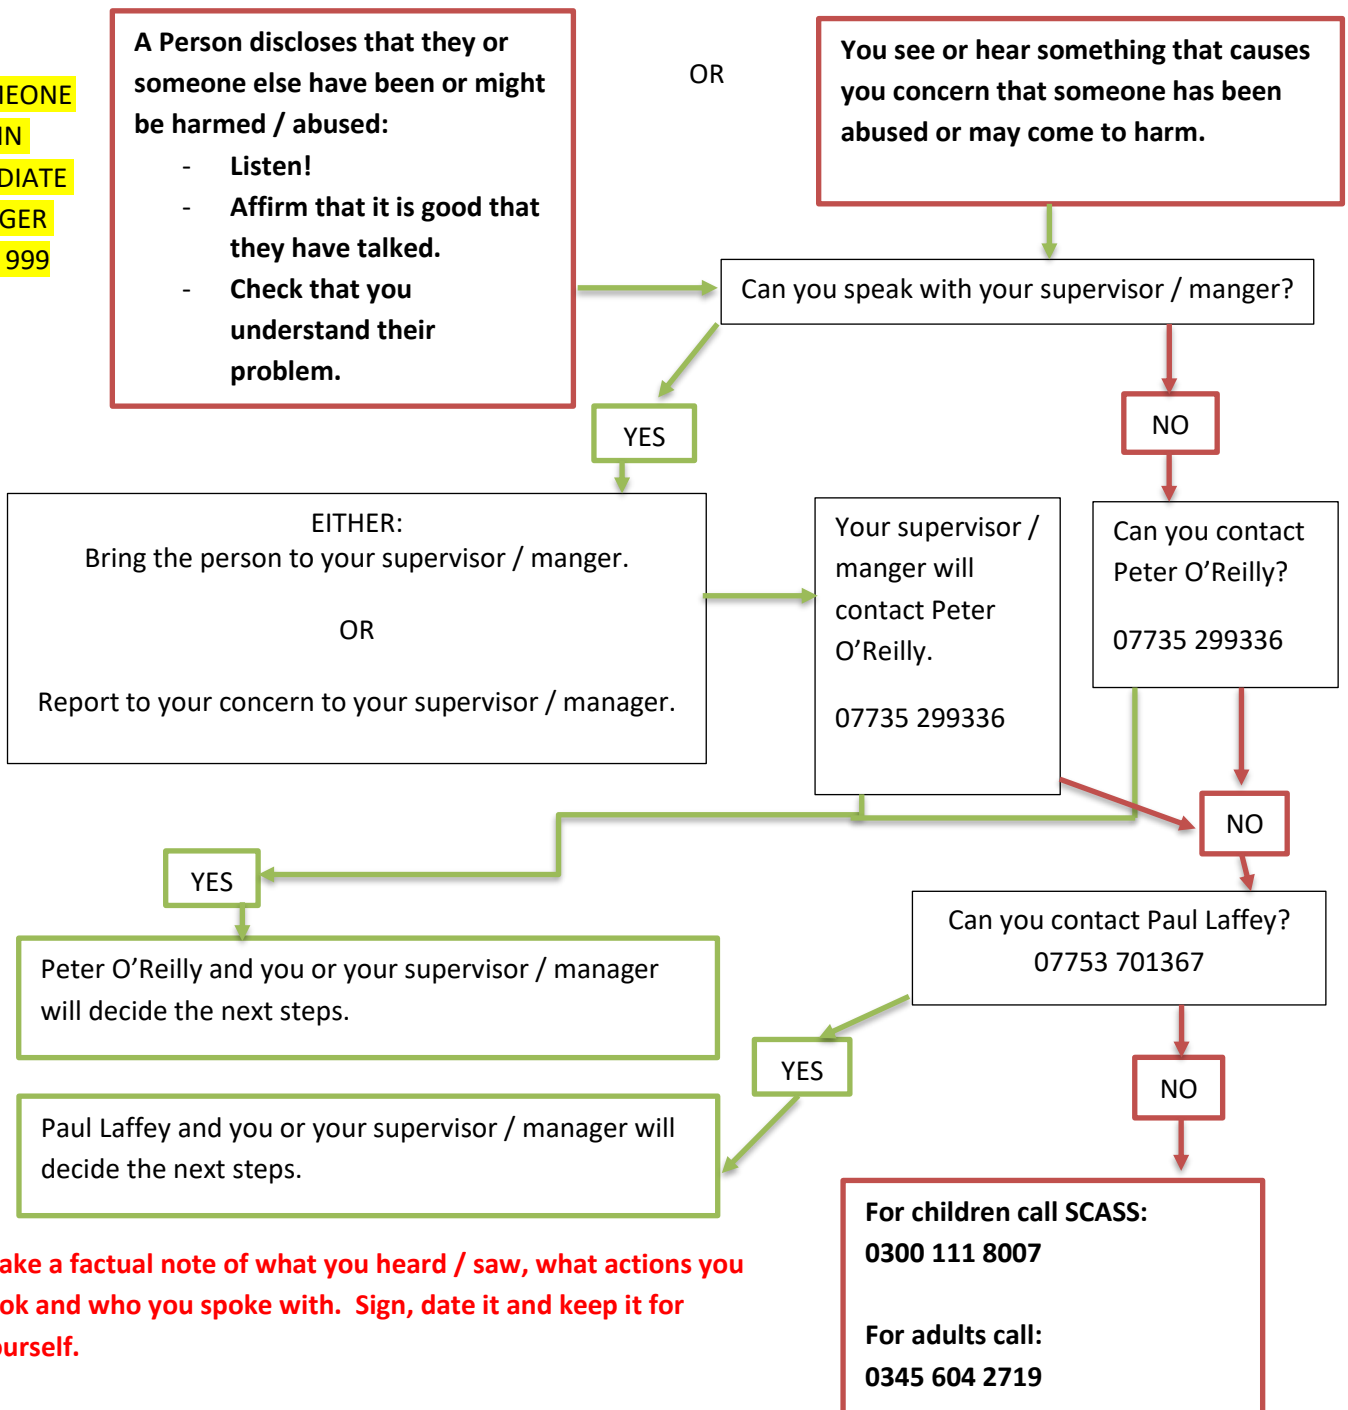 A Person discloses that they or
someone else have been or might
be harmed / abused:
- Listen!
- Affirm that it is good that
they have talked.
- Check that you
understand their
problem.
OR
You see or hear something that causes
you concern that someone has been
abused or may come to harm.
MEONE
IN
DIATE
GER
999
Can you speak with your supervisor / manger?
YES
NO
EITHER:
Bring the person to your supervisor / manger.
OR
Report to your concern to your supervisor / manager.
Your supervisor /
manger will
contact Peter
O’Reilly.
07735 299336
Can you contact
Peter O’Reilly?
07735 299336
NO
YES
Can you contact Paul Laffey?
07753 701367
Peter O’Reilly and you or your supervisor / manager
will decide the next steps.
YES
NO
Paul Laffey and you or your supervisor / manager will
decide the next steps.
For children call SCASS:
0300 111 8007
For adults call:
0345 604 2719
ake a factual note of what you heard / saw, what actions you
ok and who you spoke with. Sign, date it and keep it for
ourself.